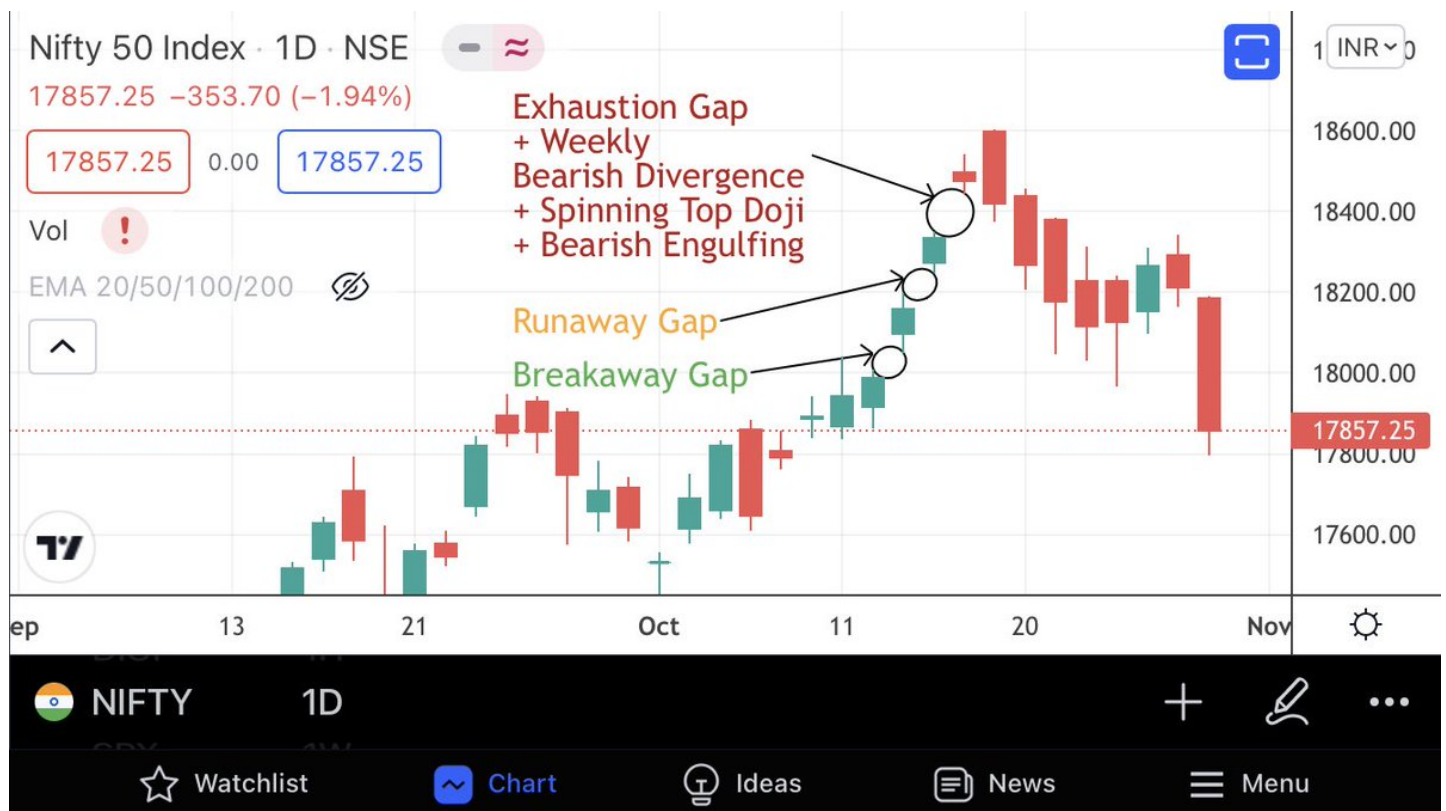 Nifty 50 Index · 1D · NSE
INR
17857.25 −353.70 (−1.94%)
17857.25 0.00 17857.25
Vol
EMA 20/50/100/200
Exhaustion Gap
+ Weekly
Bearish Divergence
+ Spinning Top Doji
+ Bearish Engulfing
Runaway Gap
Breakaway Gap
18600.00
18400.00
18200.00
18000.00
17857.25
17800.00
17600.00
ep 13 21 Oct 11 20 Nov
NIFTY 1D
Watchlist Chart Ideas News Menu